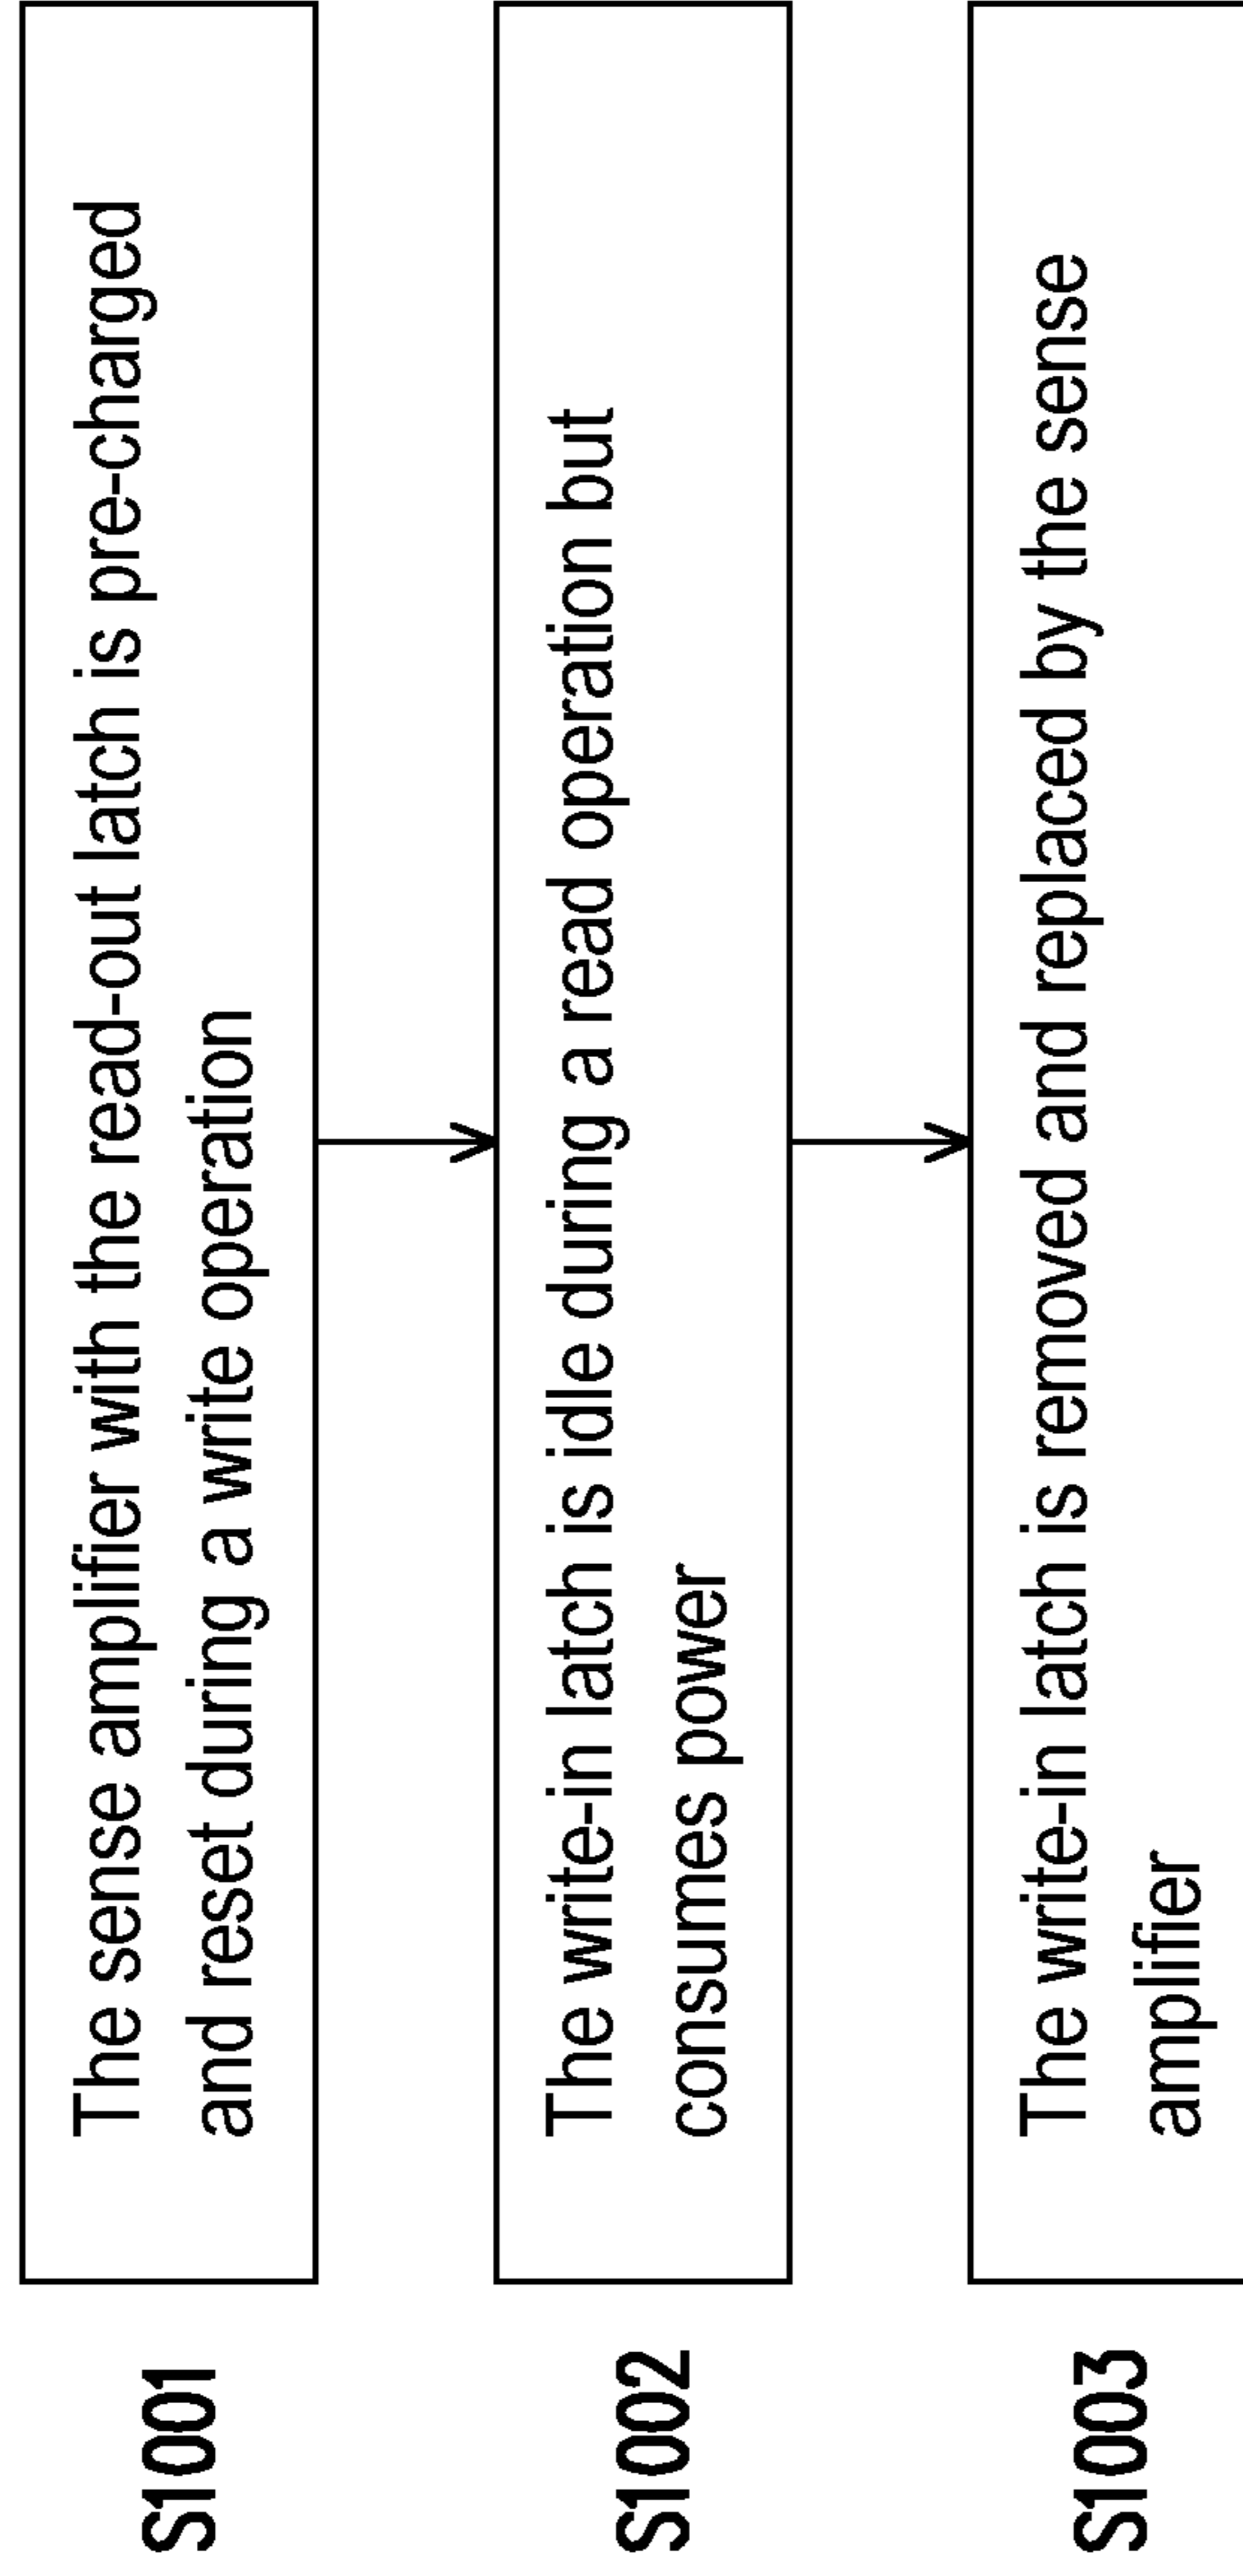 S1001
The sense amplifier with the read-out latch is pre-charged
and reset during a write operation
S1002
The write-in latch is idle during a read operation but
consumes power
S1003
The write-in latch is removed and replaced by the sense
amplifier